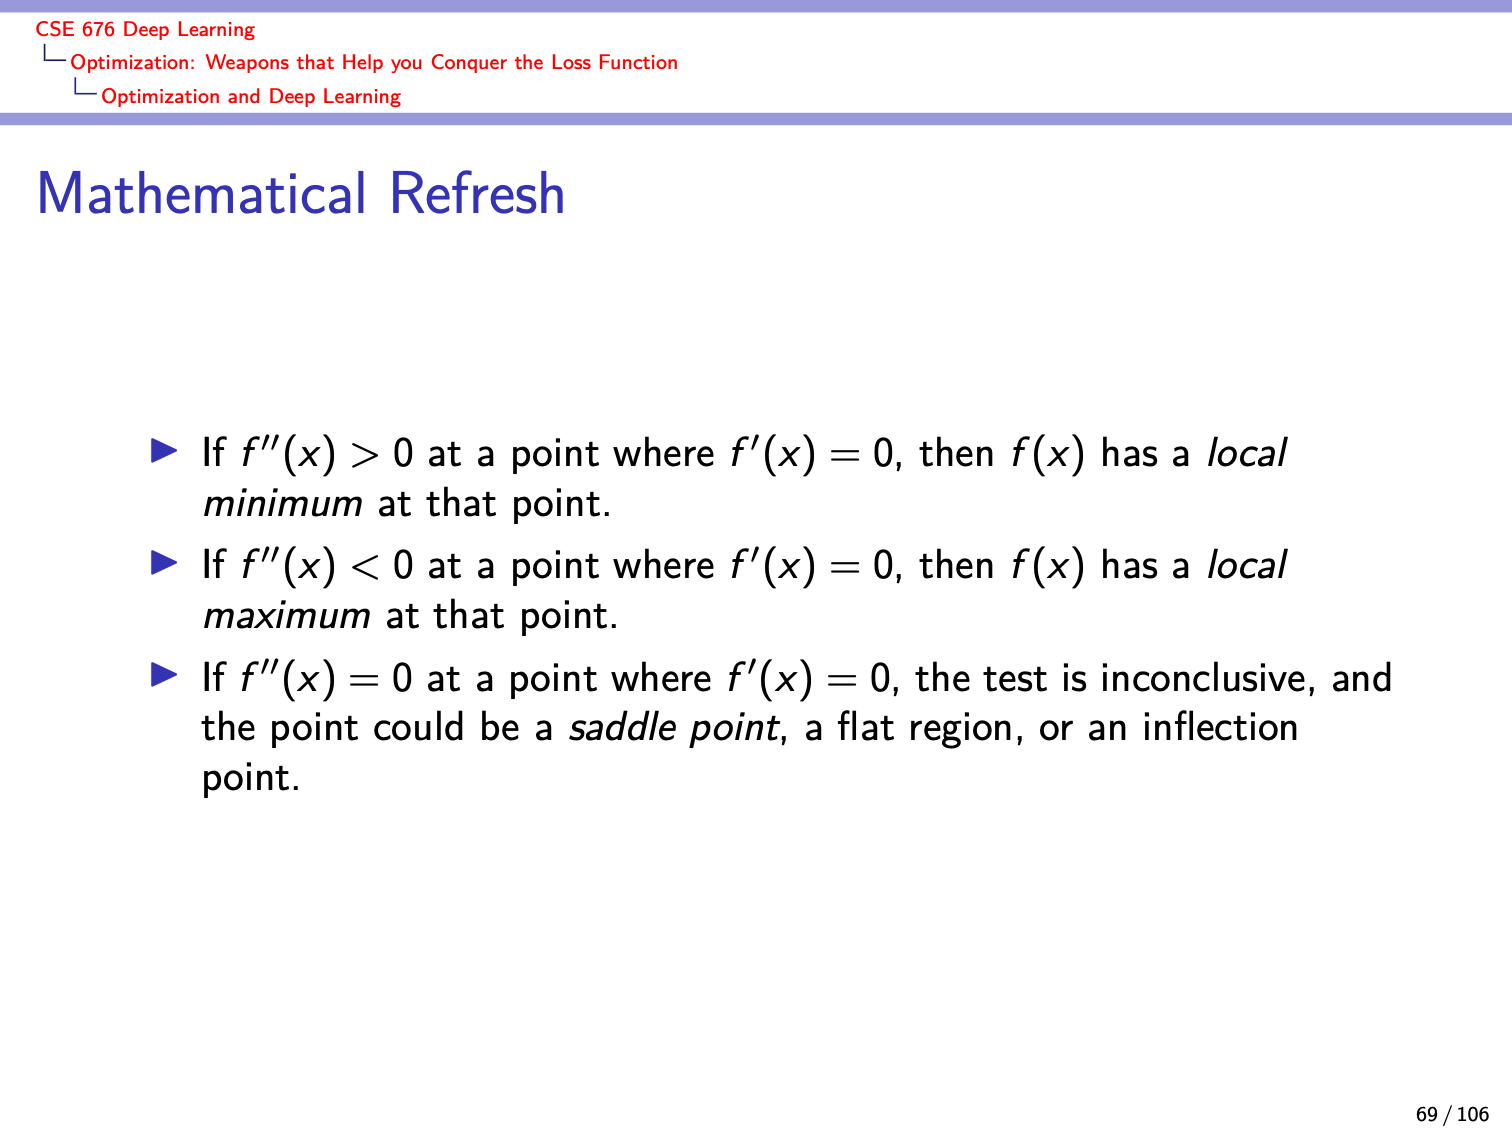 CSE 676 Deep Learning
Optimization: Weapons that Help you Conquer the Loss Function
Optimization and Deep Learning
Mathematical Refresh
▶ If f″(x) > 0 at a point where f′(x) = 0, then f(x) has a local
minimum at that point.
▶ If f″(x) < 0 at a point where f′(x) = 0, then f(x) has a local
maximum at that point.
▶ If f″(x) = 0 at a point where f′(x) = 0, the test is inconclusive, and
the point could be a saddle point, a flat region, or an inflection
point.
69 / 106